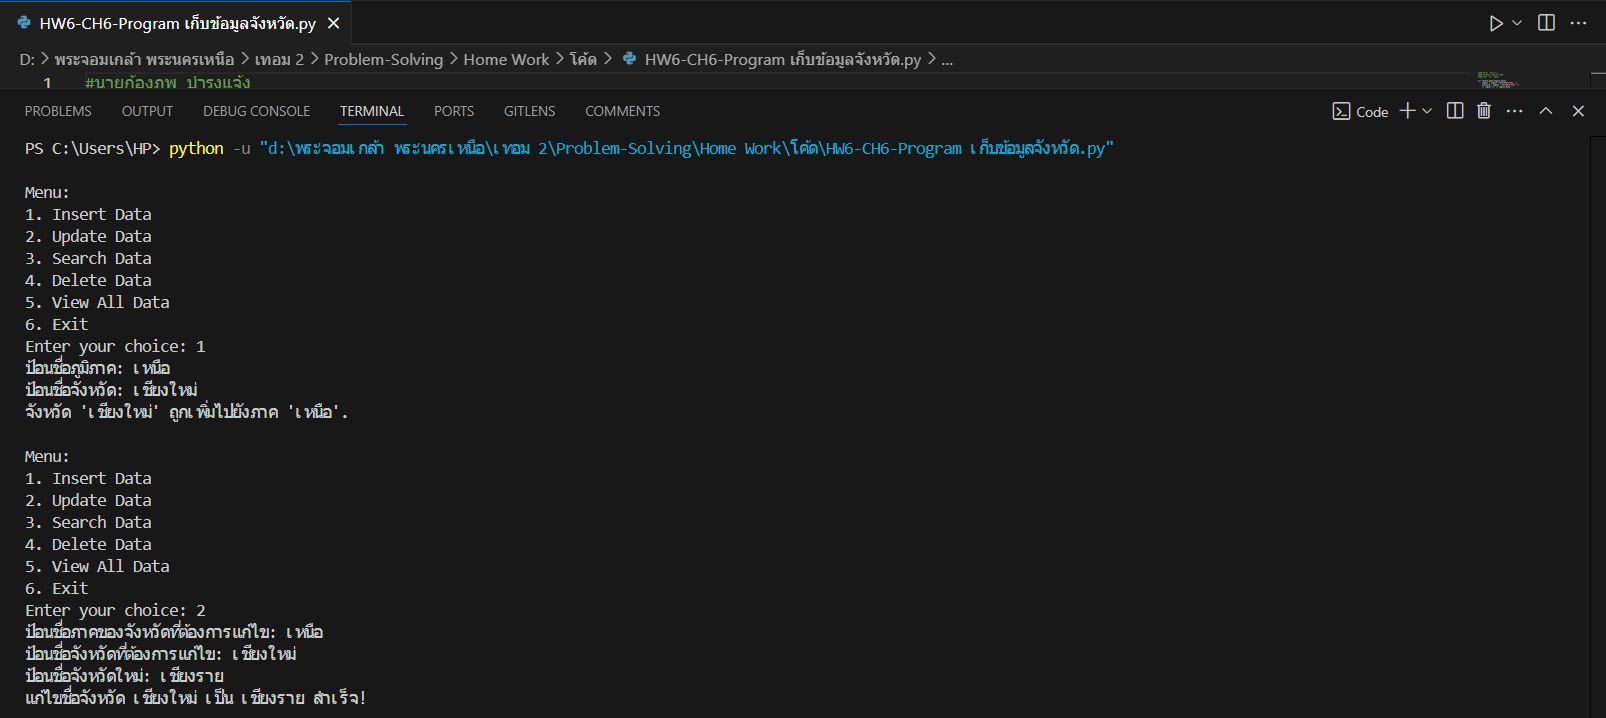 HW6-CH6-Program เก็บข้อมูลจังหวัด.py
D: > พระจอมเกล้า พระนครเหนือ > เทอม 2 > Problem-Solving > Home Work > โค้ด > HW6-CH6-Program เก็บข้อมูลจังหวัด.py > ...
1 #นายก้องภพ บำรุงแจ้ง
PROBLEMS OUTPUT DEBUG CONSOLE TERMINAL PORTS GITLENS COMMENTS Code
PS C:\Users\HP> python -u "d:\พระจอมเกล้า พระนครเหนือ\เทอม 2\Problem-Solving\Home Work\โค้ด\HW6-CH6-Program เก็บข้อมูลจังหวัด.py"
Menu:
1. Insert Data
2. Update Data
3. Search Data
4. Delete Data
5. View All Data
6. Exit
Enter your choice: 1
ป้อนชื่อภูมิภาค: เหนือ
ป้อนชื่อจังหวัด: เชียงใหม่
จังหวัด 'เชียงใหม่' ถูกเพิ่มไปยังภาค 'เหนือ'.
Menu:
1. Insert Data
2. Update Data
3. Search Data
4. Delete Data
5. View All Data
6. Exit
Enter your choice: 2
ป้อนชื่อภาคของจังหวัดที่ต้องการแก้ไข: เหนือ
ป้อนชื่อจังหวัดที่ต้องการแก้ไข: เชียงใหม่
ป้อนชื่อจังหวัดใหม่: เชียงราย
แก้ไขชื่อจังหวัด เชียงใหม่ เป็น เชียงราย สำเร็จ!